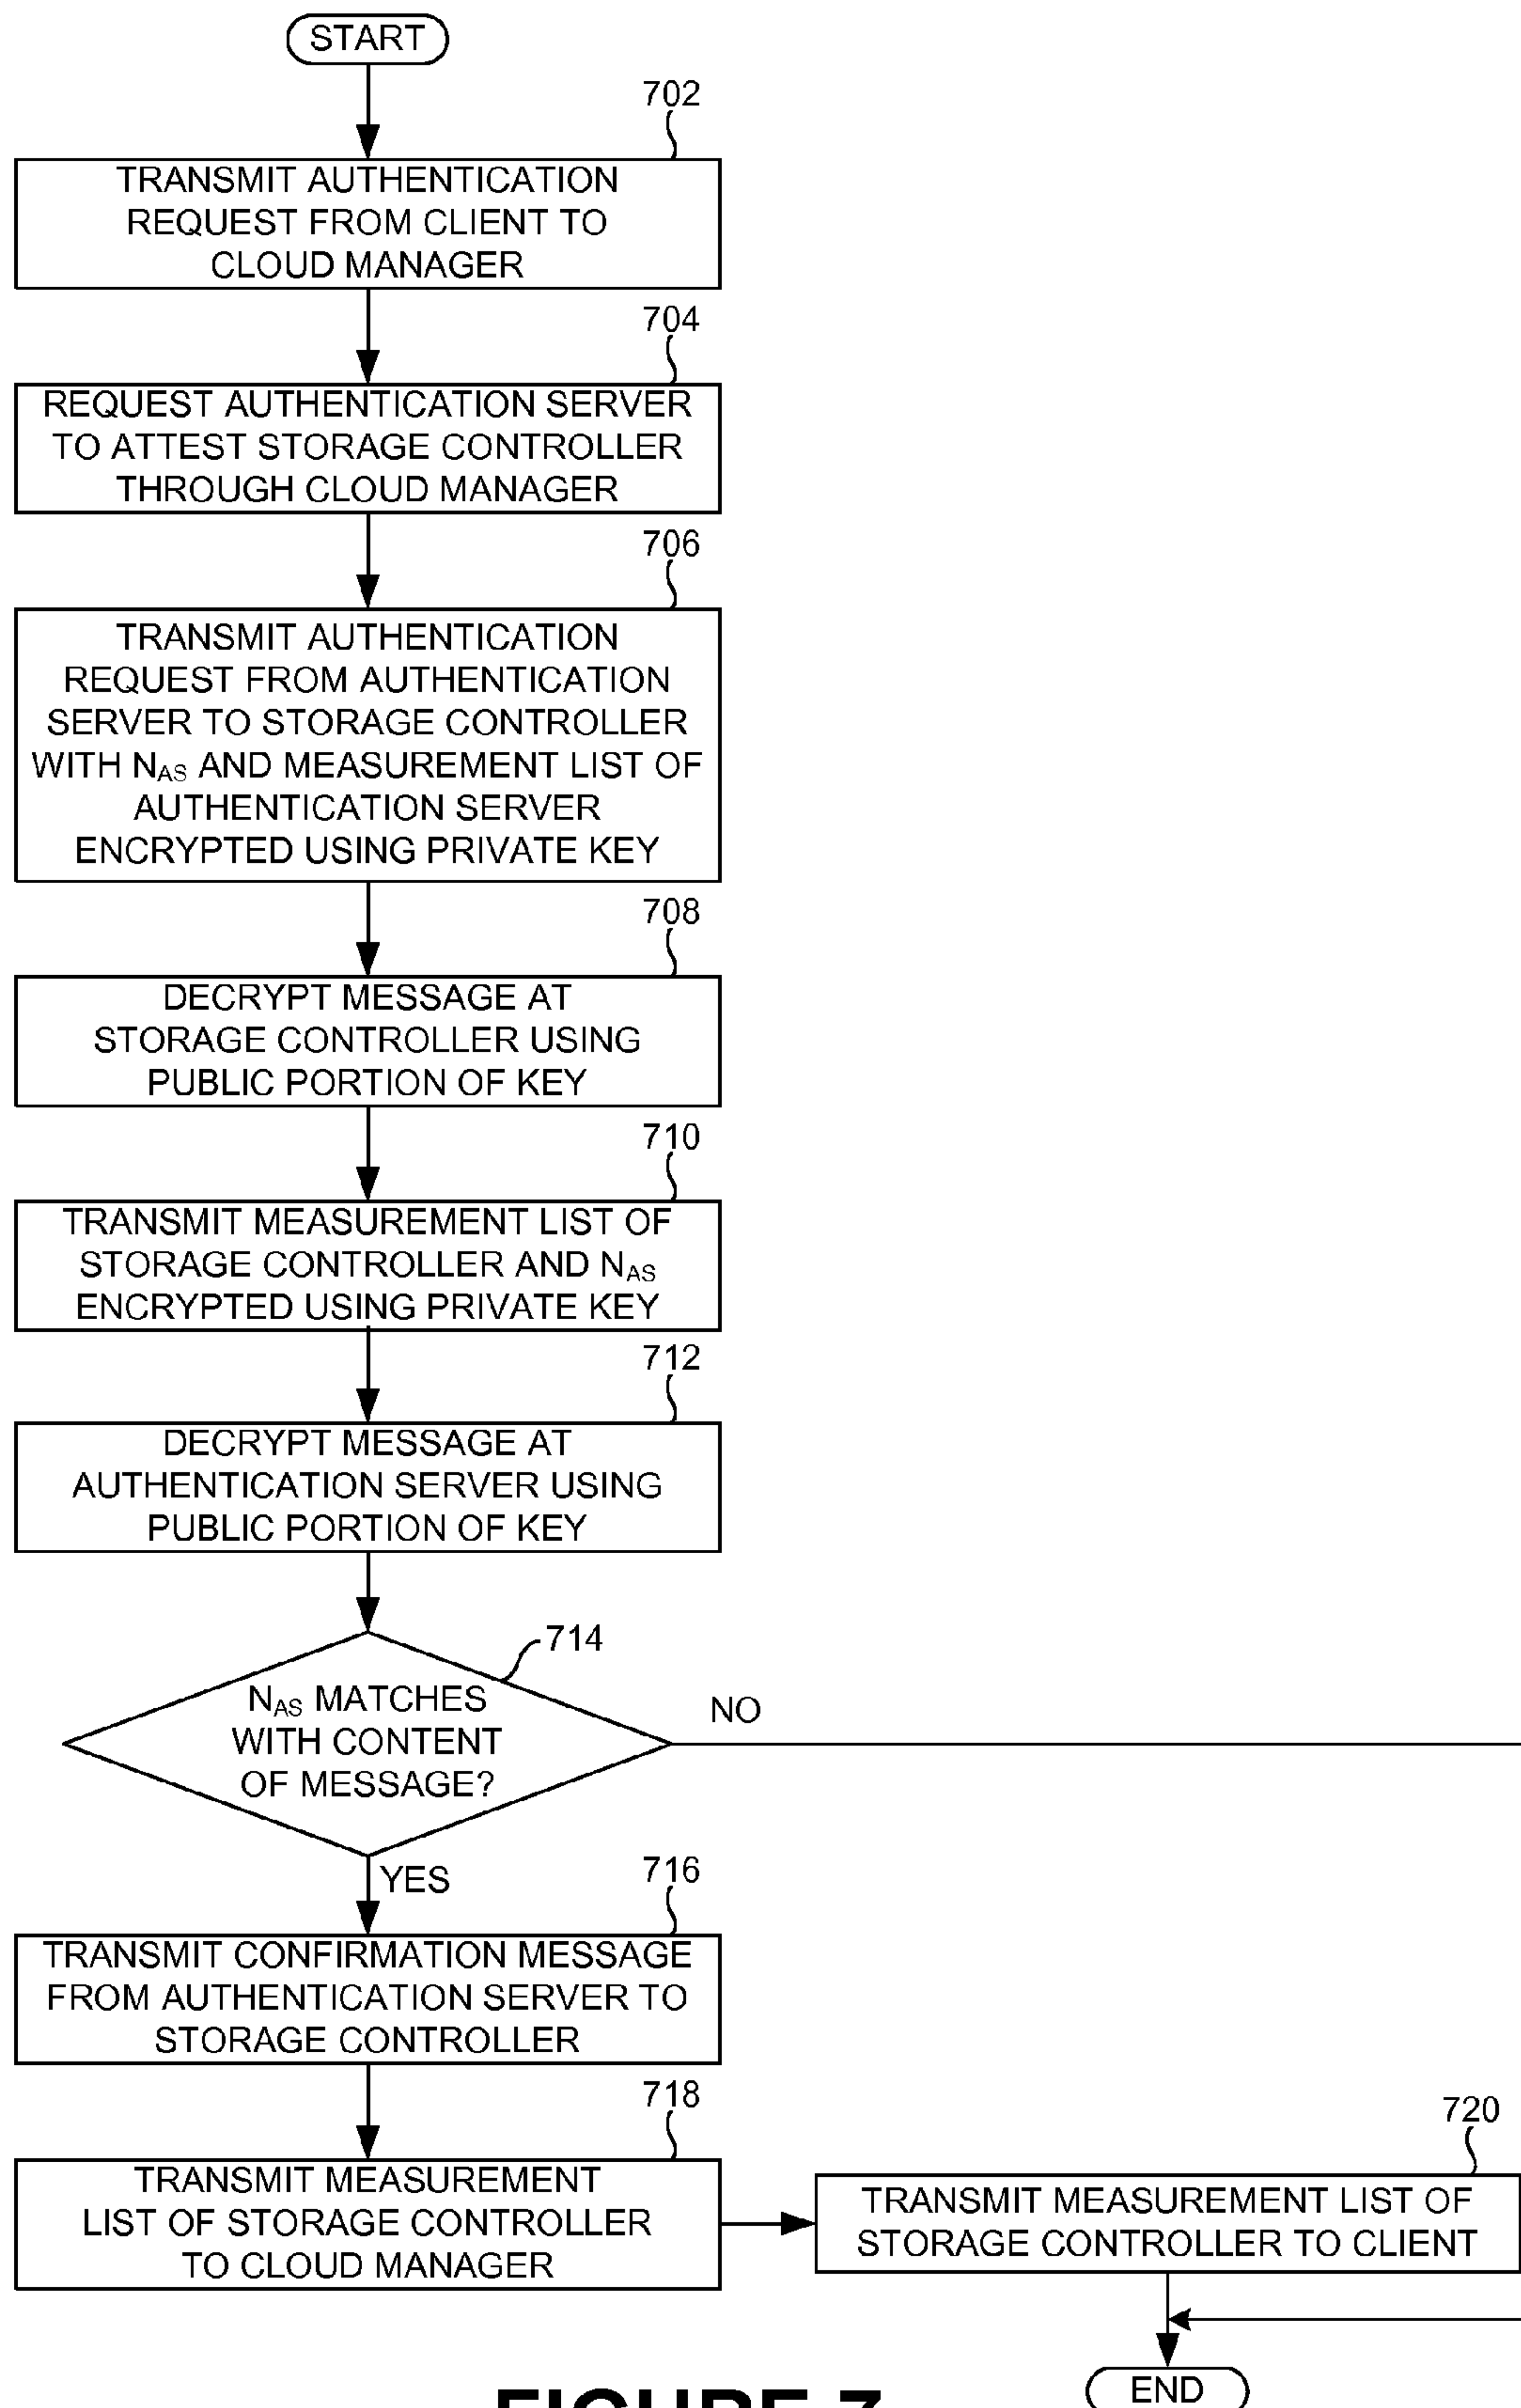 START
702
TRANSMIT AUTHENTICATION
REQUEST FROM CLIENT TO
CLOUD MANAGER
704
REQUEST AUTHENTICATION SERVER
TO ATTEST STORAGE CONTROLLER
THROUGH CLOUD MANAGER
706
TRANSMIT AUTHENTICATION
REQUEST FROM AUTHENTICATION
SERVER TO STORAGE CONTROLLER
WITH NAS AND MEASUREMENT LIST OF
AUTHENTICATION SERVER
ENCRYPTED USING PRIVATE KEY
708
DECRYPT MESSAGE AT
STORAGE CONTROLLER USING
PUBLIC PORTION OF KEY
710
TRANSMIT MEASUREMENT LIST OF
STORAGE CONTROLLER AND NAS
ENCRYPTED USING PRIVATE KEY
712
DECRYPT MESSAGE AT
AUTHENTICATION SERVER USING
PUBLIC PORTION OF KEY
714
NAS MATCHES
WITH CONTENT
OF MESSAGE?
NO
YES
716
TRANSMIT CONFIRMATION MESSAGE
FROM AUTHENTICATION SERVER TO
STORAGE CONTROLLER
718
TRANSMIT MEASUREMENT
LIST OF STORAGE CONTROLLER
TO CLOUD MANAGER
720
TRANSMIT MEASUREMENT LIST OF
STORAGE CONTROLLER TO CLIENT
END
FIGURE 7